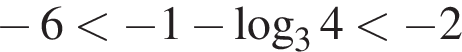 − 6 < −1 − log₃ 4 < −2